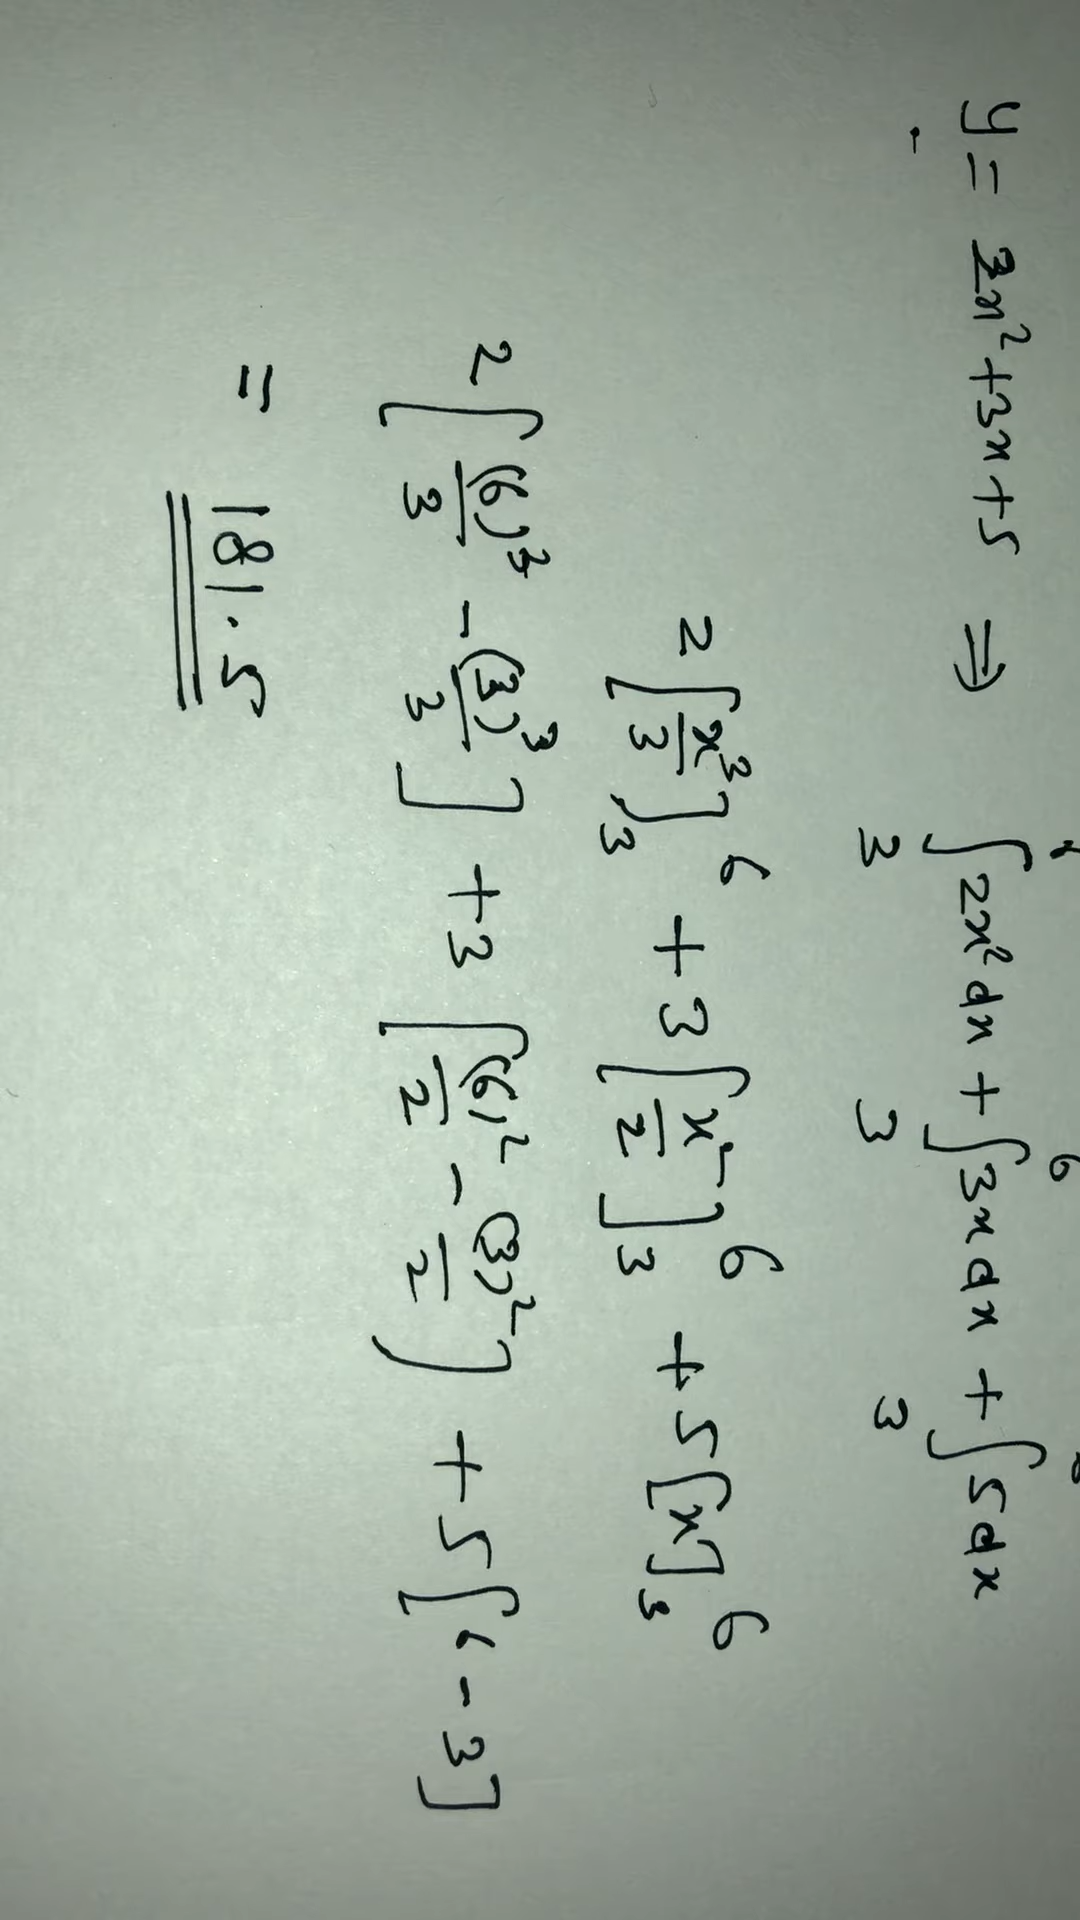 y = 2x² + 3x + 5 ⇒ ∫₃ 2x² dx + ∫₃⁶ 3x dx + ∫₃ 5 dx
2[x³/3]₃⁶ + 3[x²/2]₃⁶ + 5[x]₃⁶
2[(6)³/3 - (3)³/3] + 3[(6)²/2 - (3)²/2] + 5[6 - 3]
= 181.5